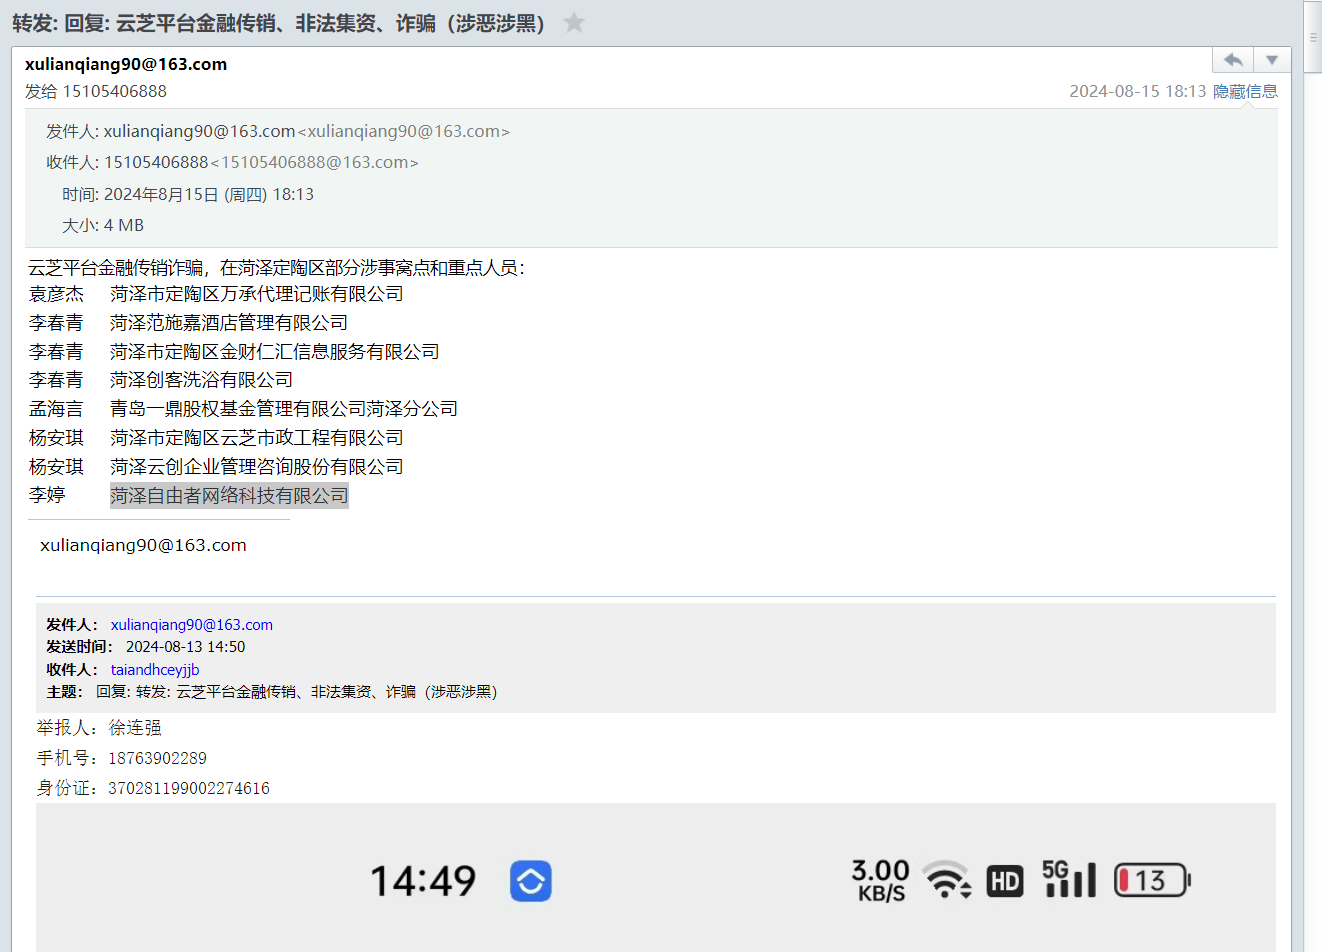 转发: 回复: 云芝平台金融传销、非法集资、诈骗（涉恶涉黑）
xulianqiang90@163.com
发给 15105406888
2024-08-15 18:13 隐藏信息
发件人: xulianqiang90@163.com<xulianqiang90@163.com>
收件人: 15105406888<15105406888@163.com>
时间: 2024年8月15日 (周四) 18:13
大小: 4 MB
云芝平台金融传销诈骗，在菏泽定陶区部分涉事窝点和重点人员：
袁彦杰 菏泽市定陶区万承代理记账有限公司
李春青 菏泽范施嘉酒店管理有限公司
李春青 菏泽市定陶区金财仁汇信息服务有限公司
李春青 菏泽创客洗浴有限公司
孟海言 青岛一鼎股权基金管理有限公司菏泽分公司
杨安琪 菏泽市定陶区云芝市政工程有限公司
杨安琪 菏泽云创企业管理咨询股份有限公司
李婷 菏泽自由者网络科技有限公司
xulianqiang90@163.com
发件人： xulianqiang90@163.com
发送时间： 2024-08-13 14:50
收件人： taiandhceyjjb
主题： 回复: 转发: 云芝平台金融传销、非法集资、诈骗（涉恶涉黑）
举报人：徐连强
手机号：18763902289
身份证：370281199002274616
14:49 3.00 KB/S HD 5G 13